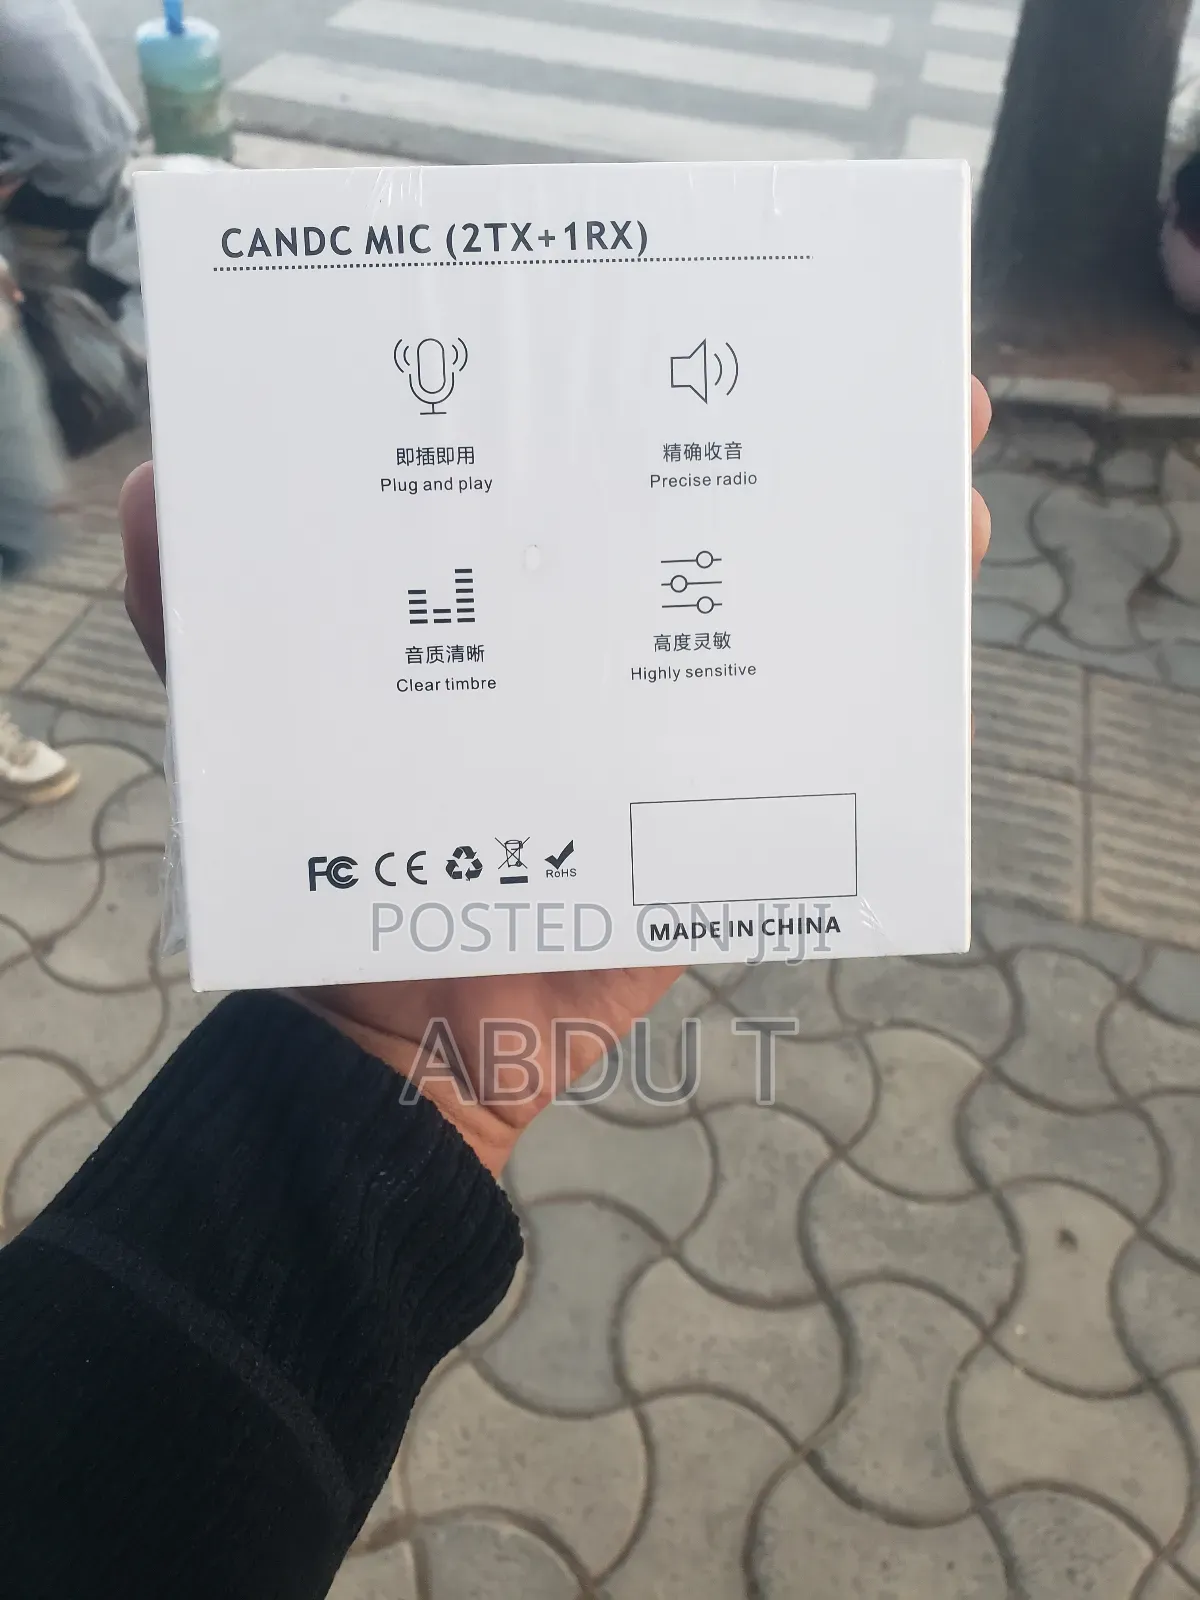 CANDC MIC (2TX+1RX)
即插即用
Plug and play
精确收音
Precise radio
音质清晰
Clear timbre
高度灵敏
Highly sensitive
FC CE RoHS
MADE IN CHINA
POSTED ON JIJI
ABDU T